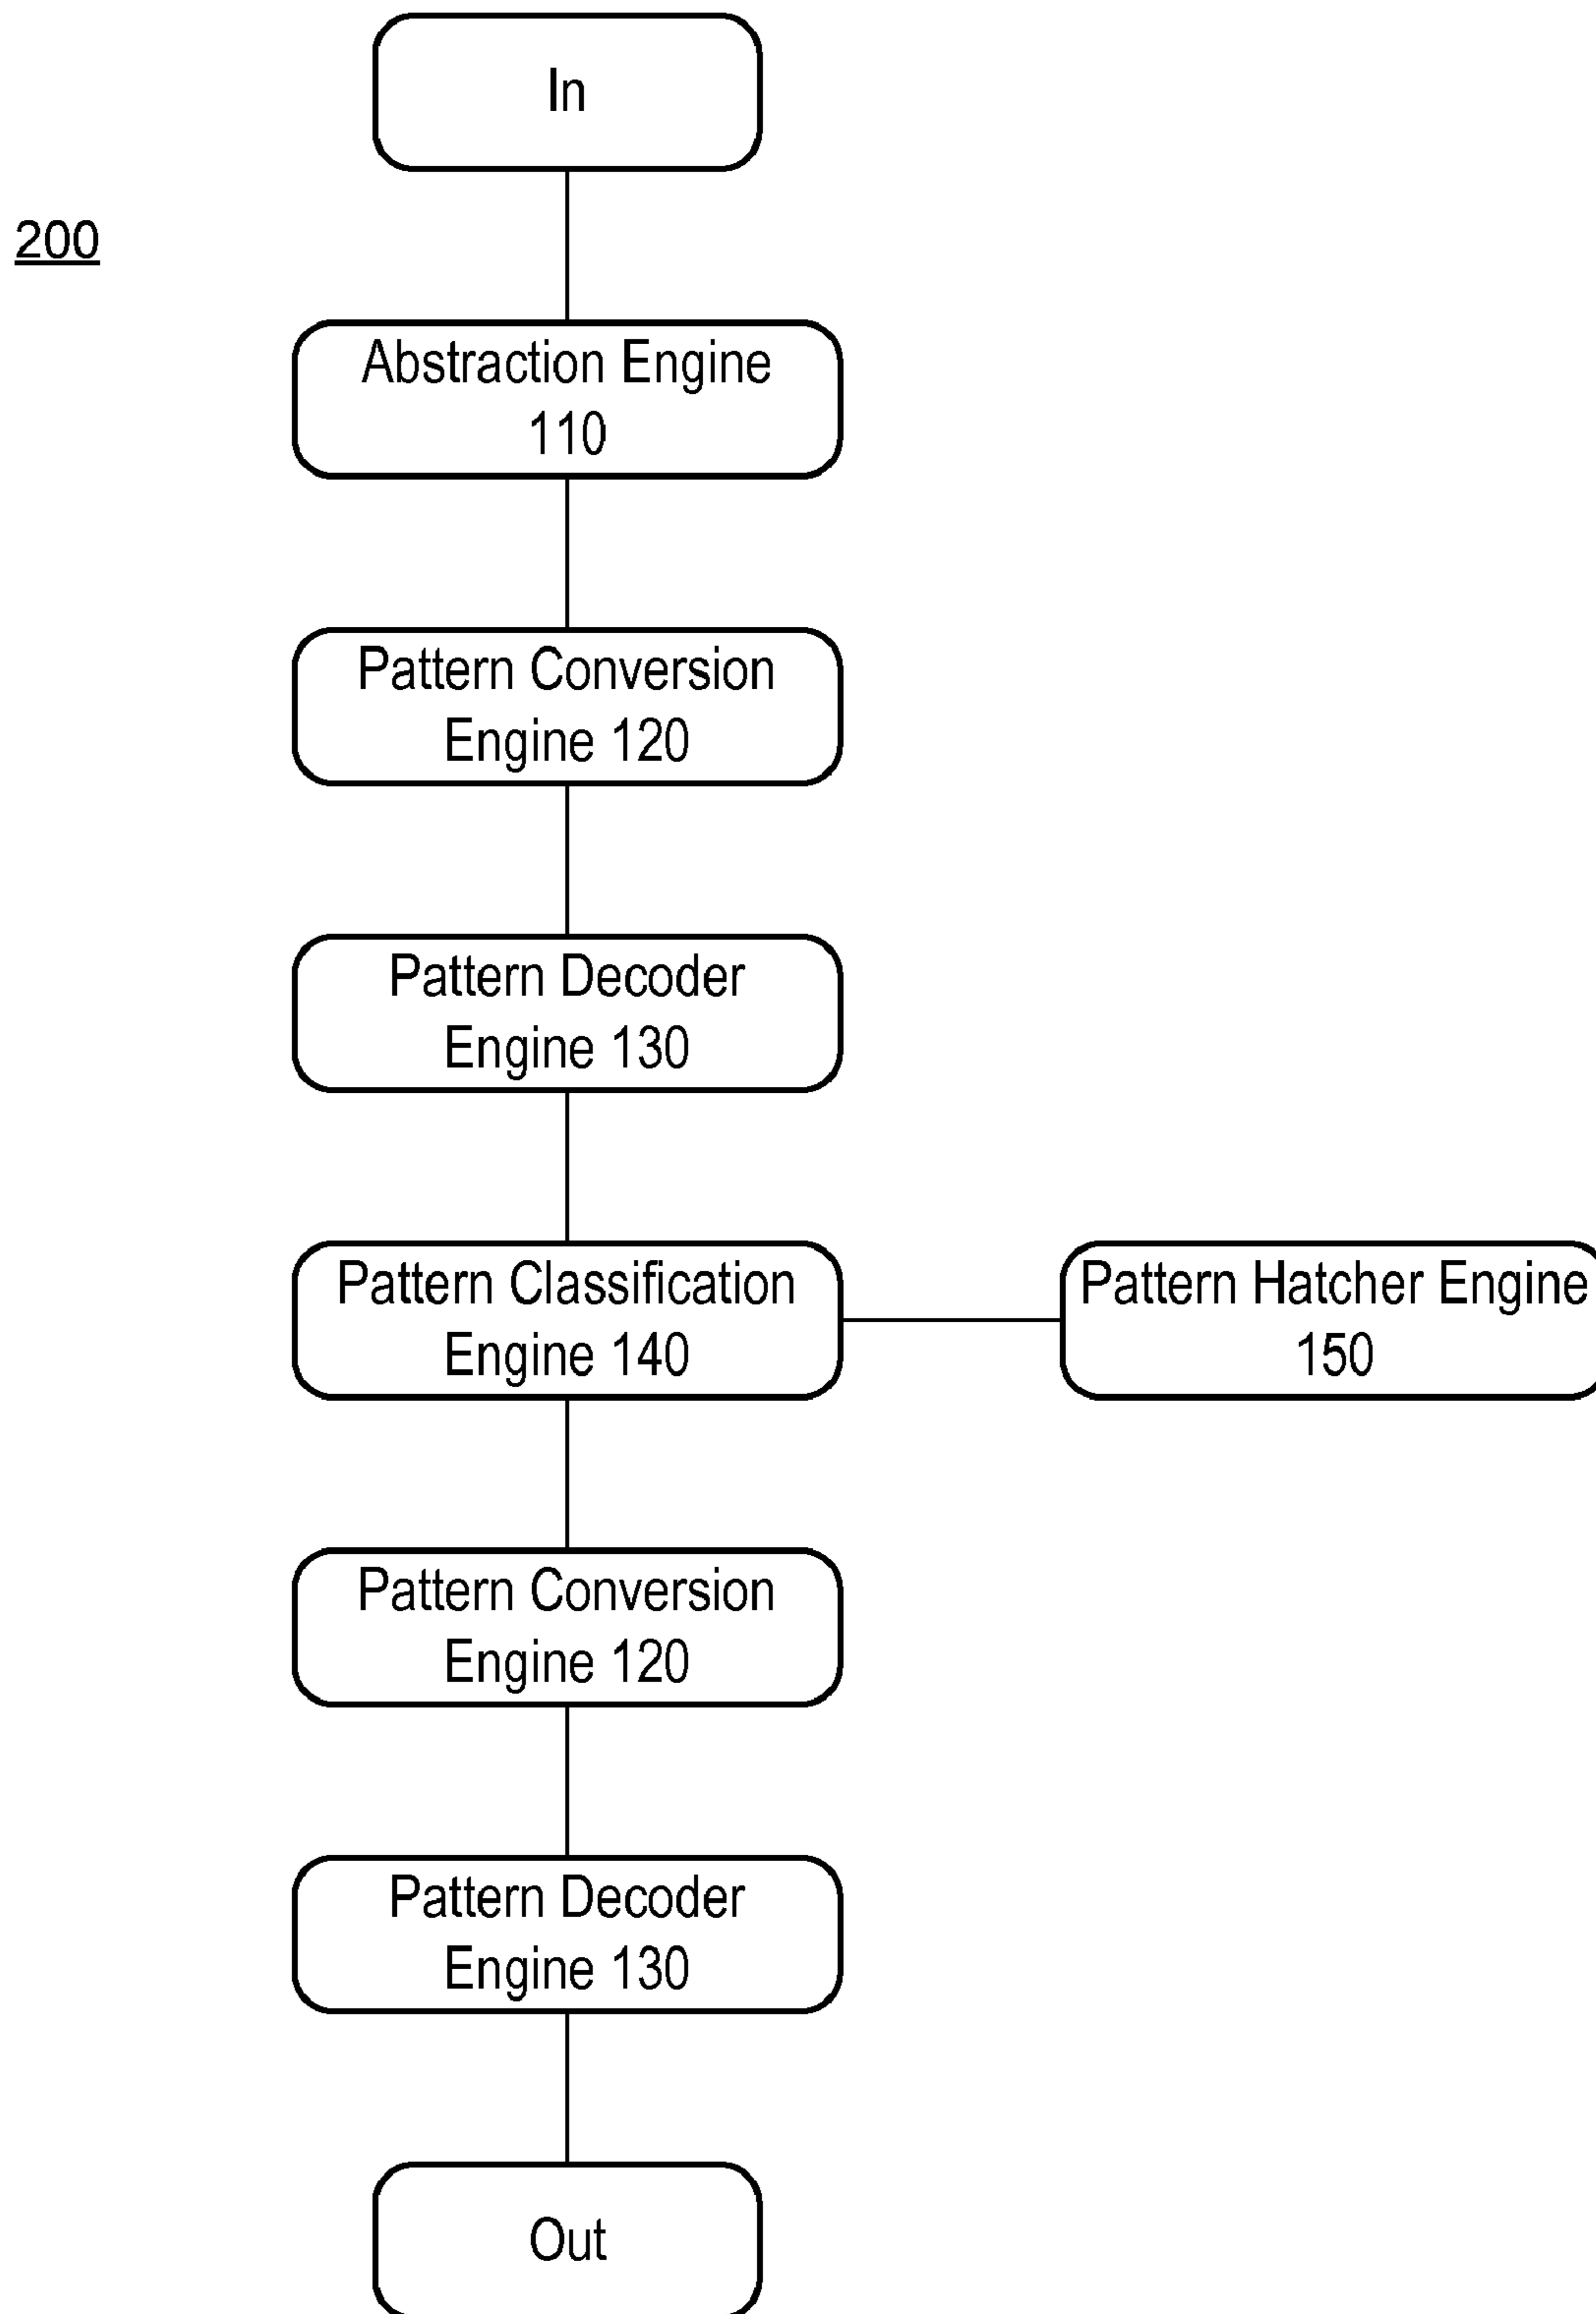 In
200
Abstraction Engine
110
Pattern Conversion
Engine 120
Pattern Decoder
Engine 130
Pattern Classification
Engine 140
Pattern Hatcher Engine
150
Pattern Conversion
Engine 120
Pattern Decoder
Engine 130
Out